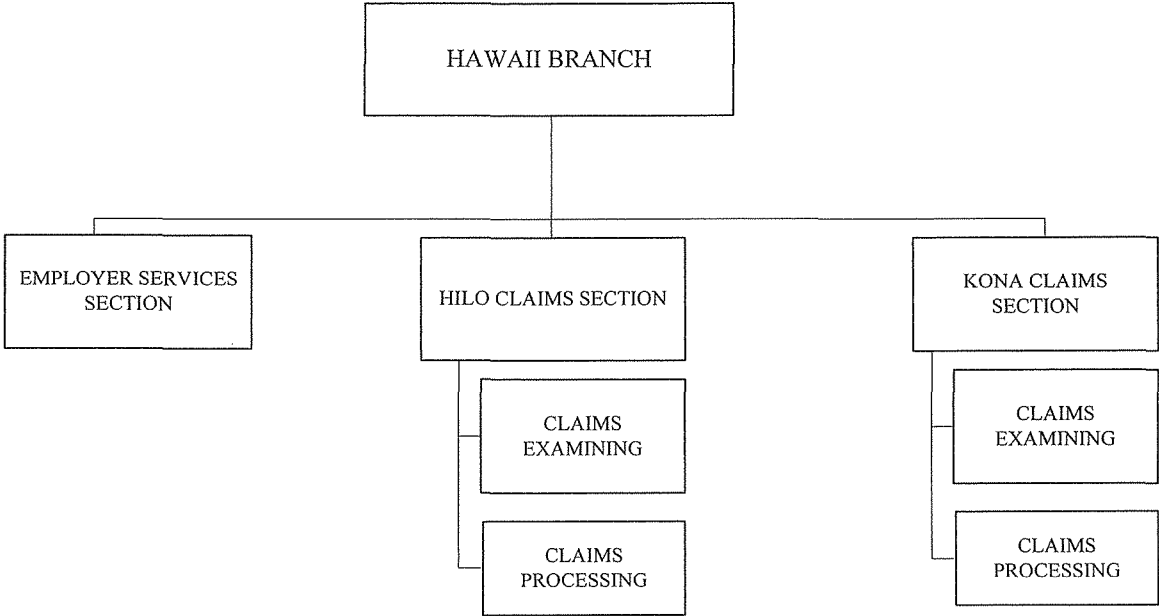 HAWAII BRANCH
EMPLOYER SERVICES
SECTION
HILO CLAIMS SECTION
CLAIMS
EXAMINING
CLAIMS
PROCESSING
KONA CLAIMS
SECTION
CLAIMS
EXAMINING
CLAIMS
PROCESSING